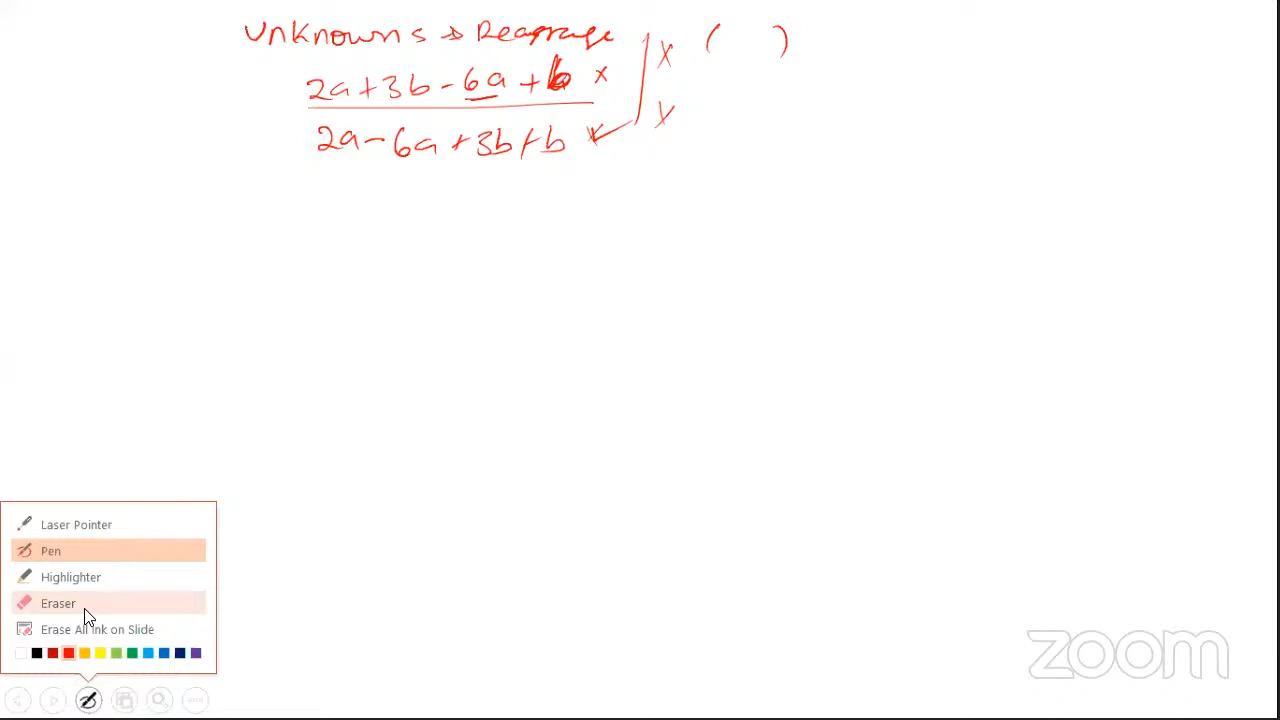 Unknowns → Rearrange
2a + 3b - 6a + b × × ( )
2a - 6a + 3b + b ×
Laser Pointer
Pen
Highlighter
Eraser
Erase All Ink on Slide
zoom